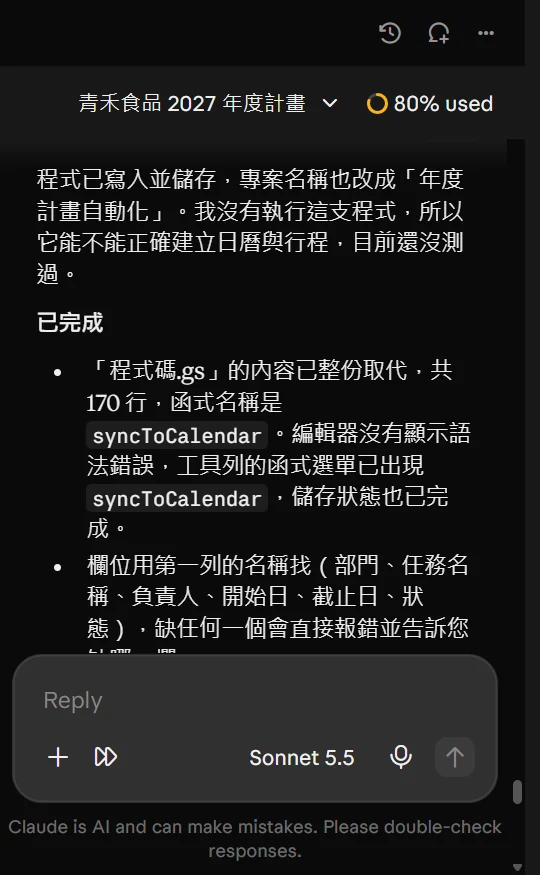 青禾食品 2027 年度計畫
80% used
程式已寫入並儲存，專案名稱也改成「年度
計畫自動化」。我沒有執行這支程式，所以
它能不能正確建立日曆與行程，目前還沒測
過。
已完成
「程式碼.gs」的內容已整份取代，共
170 行，函式名稱是
syncToCalendar 。編輯器沒有顯示語
法錯誤，工具列的函式選單已出現
syncToCalendar ，儲存狀態也已完
成。
欄位用第一列的名稱找（部門、任務名
稱、負責人、開始日、截止日、狀
態），缺任何一個會直接報錯並告訴您
Reply
Sonnet 5.5
Claude is AI and can make mistakes. Please double-check
responses.